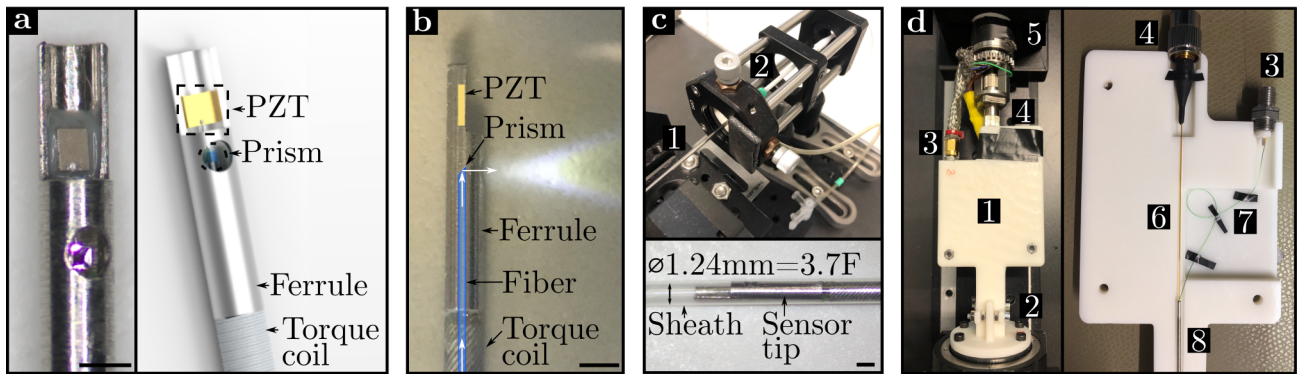 a
PZT
Prism
Ferrule
Torque
coil
b
PZT
Prism
Ferrule
Fiber
Torque
coil
c
1
2
⌀1.24mm=3.7F
Sheath
Sensor
tip
d
5
4
3
1
2
4
3
6
7
8